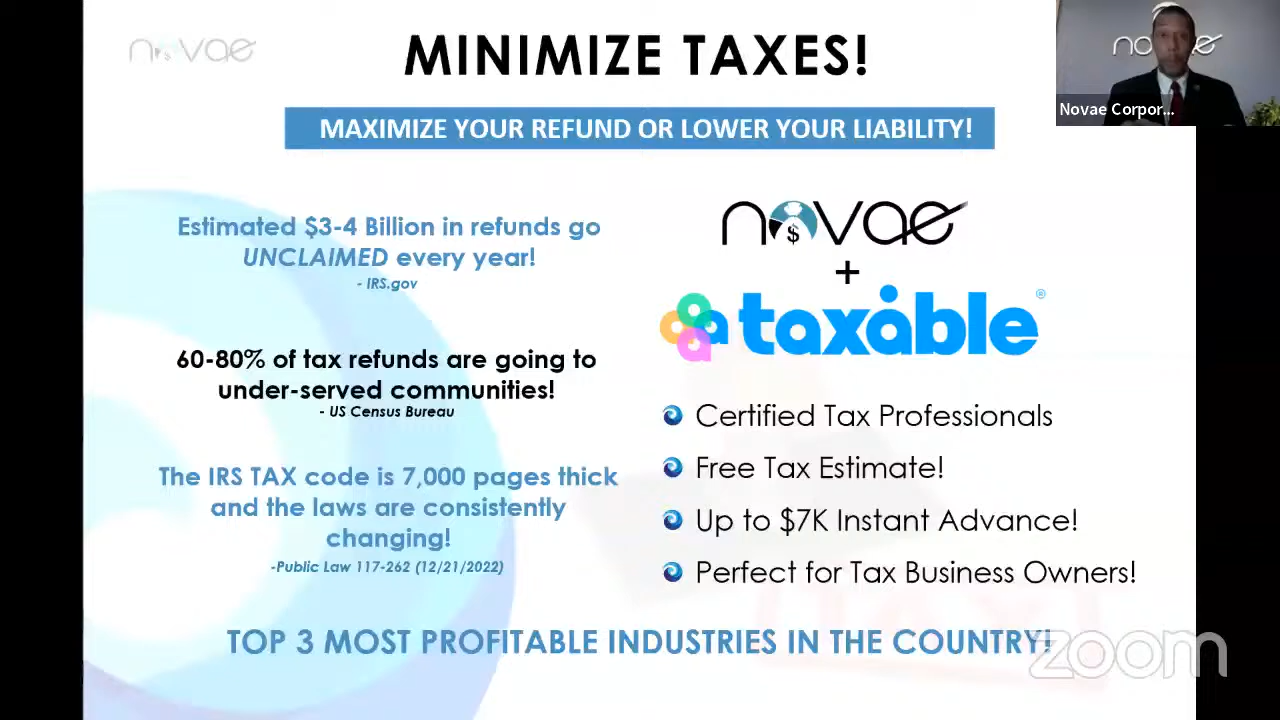 novae
MINIMIZE TAXES!
novae
Novae Corpor...
MAXIMIZE YOUR REFUND OR LOWER YOUR LIABILITY!
Estimated $3-4 Billion in refunds go
UNCLAIMED every year!
- IRS.gov
60-80% of tax refunds are going to
under-served communities!
- US Census Bureau
The IRS TAX code is 7,000 pages thick
and the laws are consistently
changing!
-Public Law 117-262 (12/21/2022)
novae
$
+
a taxable®
Certified Tax Professionals
Free Tax Estimate!
Up to $7K Instant Advance!
Perfect for Tax Business Owners!
TOP 3 MOST PROFITABLE INDUSTRIES IN THE COUNTRY!
zoom